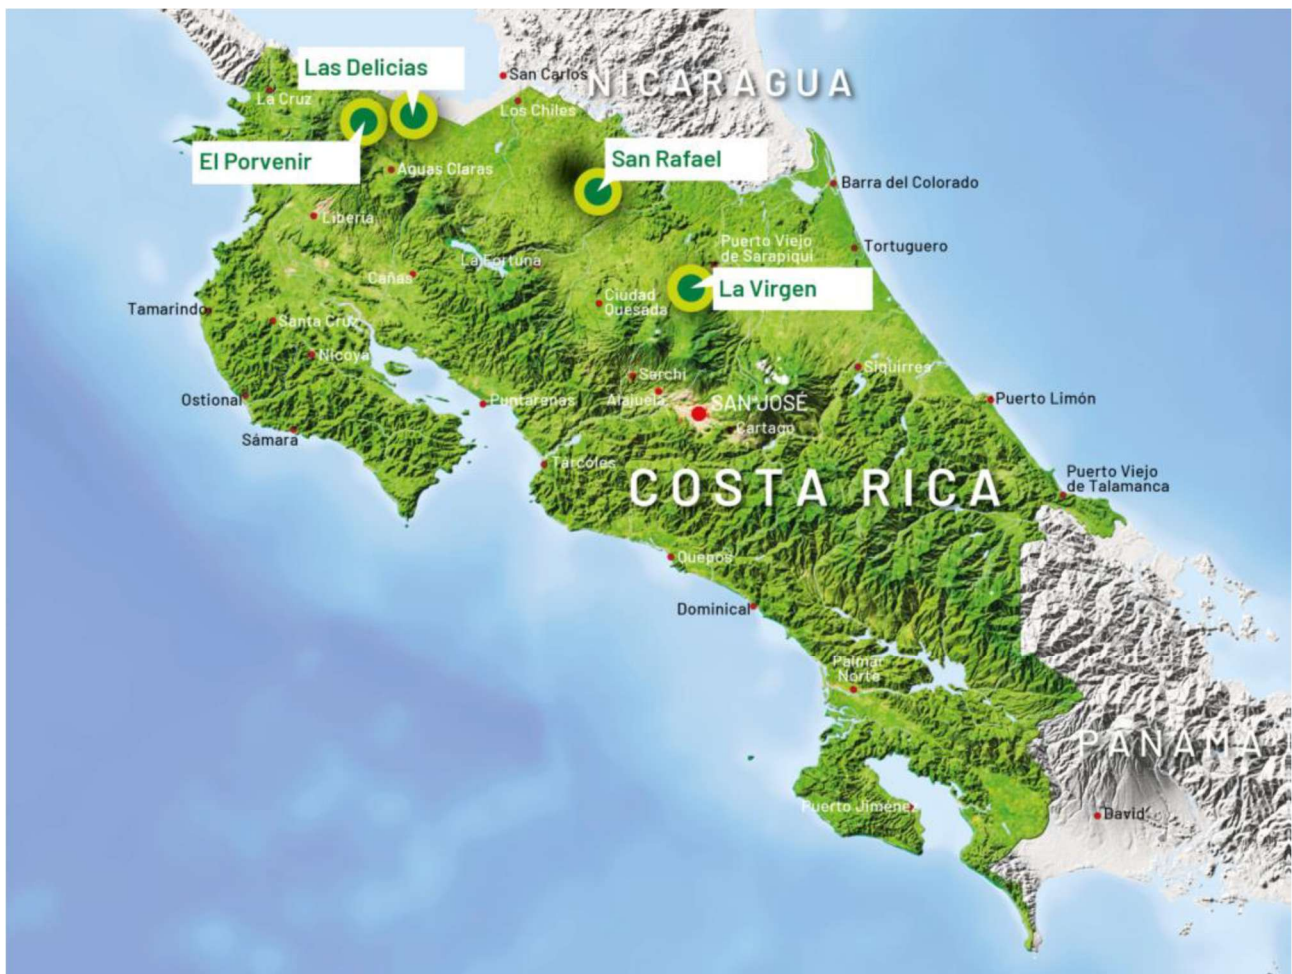 Las Delicias
San Carlos
NICARAGUA
La Cruz
Los Chiles
El Porvenir
San Rafael
Aguas Claras
Barra del Colorado
Liberia
Puerto Viejo
de Sarapiquí
Tortuguero
La Fortuna
Cañas
La Virgen
Ciudad
Quesada
Tamarindo
Santa Cruz
Nicoya
Siquirres
Sarchí
Ostional
Puntarenas
Alajuela
SAN JOSÉ
Puerto Limón
Cartago
Sámara
Tárcoles
COSTA RICA
Puerto Viejo
de Talamanca
Quepos
Dominical
Palmar
Norte
PANAMA
Puerto Jiménez
David